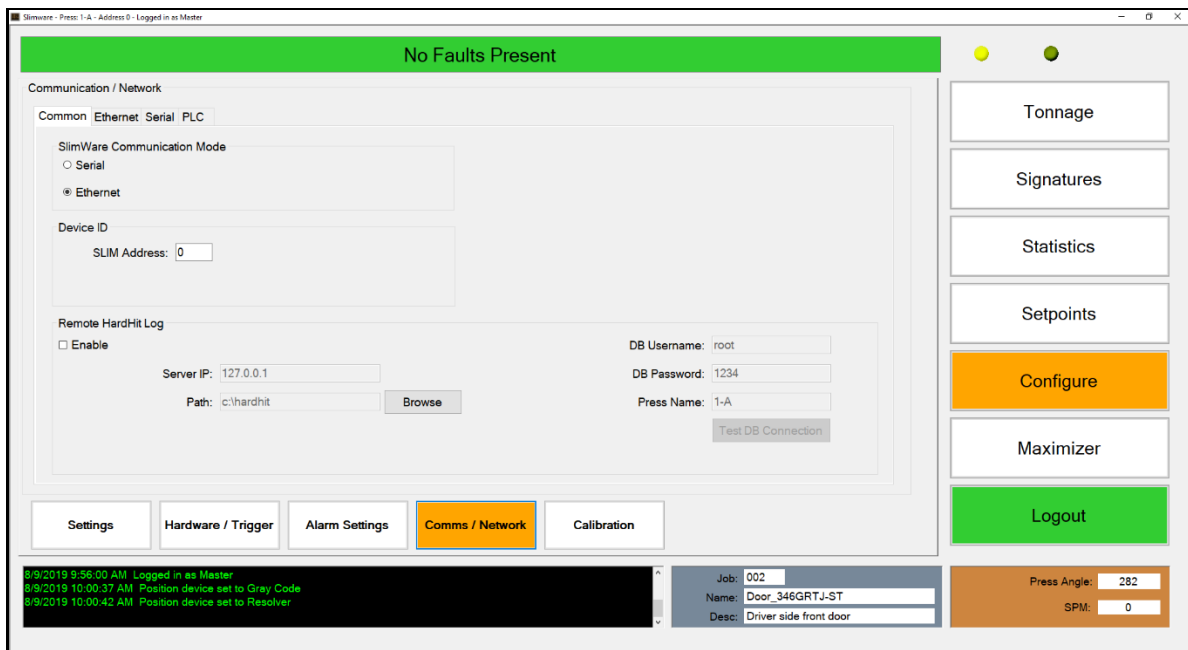 Slimware - Press: 1-A - Address 0 - Logged in as Master
No Faults Present
Communication / Network
Common Ethernet Serial PLC
SlimWare Communication Mode
Serial
Ethernet
Device ID
SLIM Address: 0
Remote HardHit Log
Enable
Server IP: 127.0.0.1
Path: c:\hardhit Browse
DB Username: root
DB Password: 1234
Press Name: 1-A
Test DB Connection
Settings Hardware / Trigger Alarm Settings Comms / Network Calibration
Tonnage
Signatures
Statistics
Setpoints
Configure
Maximizer
Logout
8/9/2019 9:56:00 AM Logged in as Master
8/9/2019 10:00:37 AM Position device set to Gray Code
8/9/2019 10:00:42 AM Position device set to Resolver
Job: 002
Name: Door_346GRTJ-ST
Desc: Driver side front door
Press Angle: 282
SPM: 0